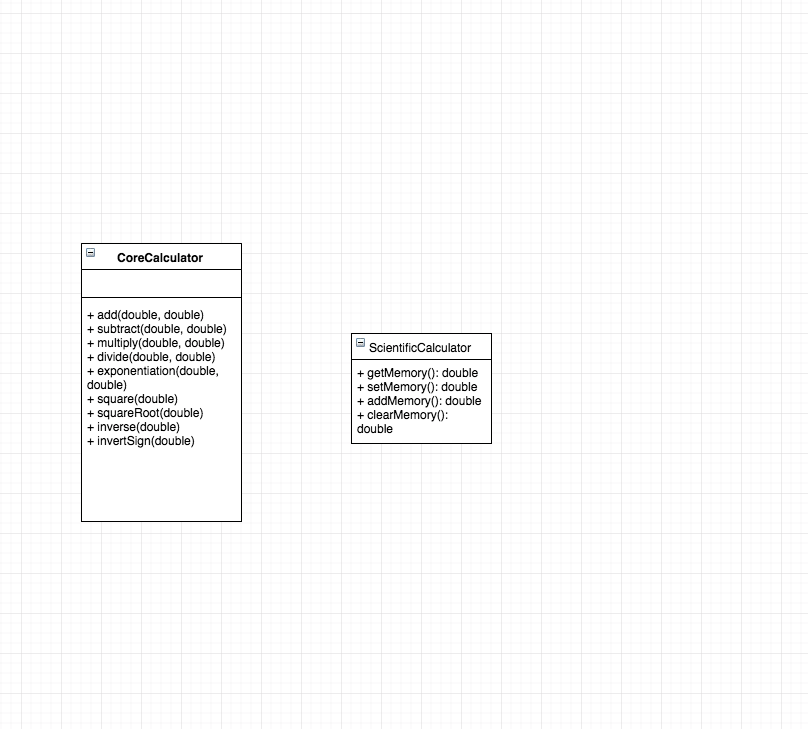 CoreCalculator
+ add(double, double)
+ subtract(double, double)
+ multiply(double, double)
+ divide(double, double)
+ exponentiation(double,
double)
+ square(double)
+ squareRoot(double)
+ inverse(double)
+ invertSign(double)
ScientificCalculator
+ getMemory(): double
+ setMemory(): double
+ addMemory(): double
+ clearMemory():
double